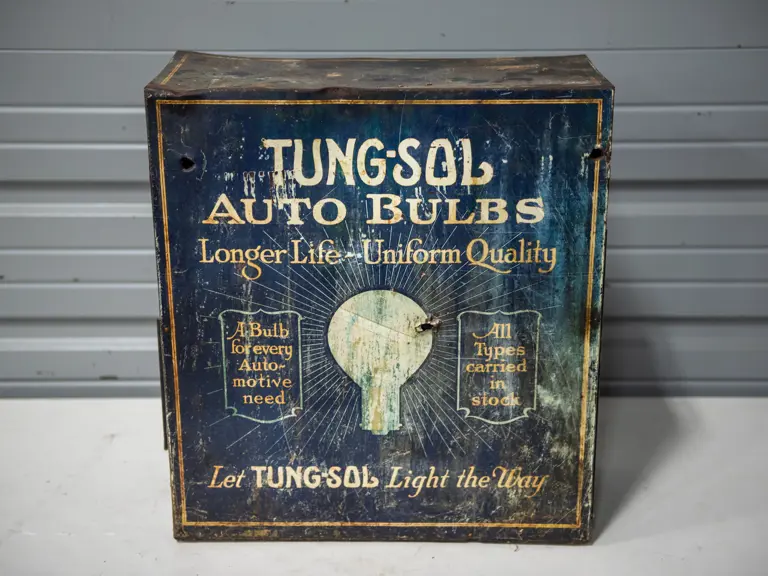 TUNG-SOL
AUTO BULBS
Longer Life - Uniform Quality
A Bulb
for every
Auto-
motive
need
All
Types
carried
in
stock
Let TUNG-SOL Light the Way